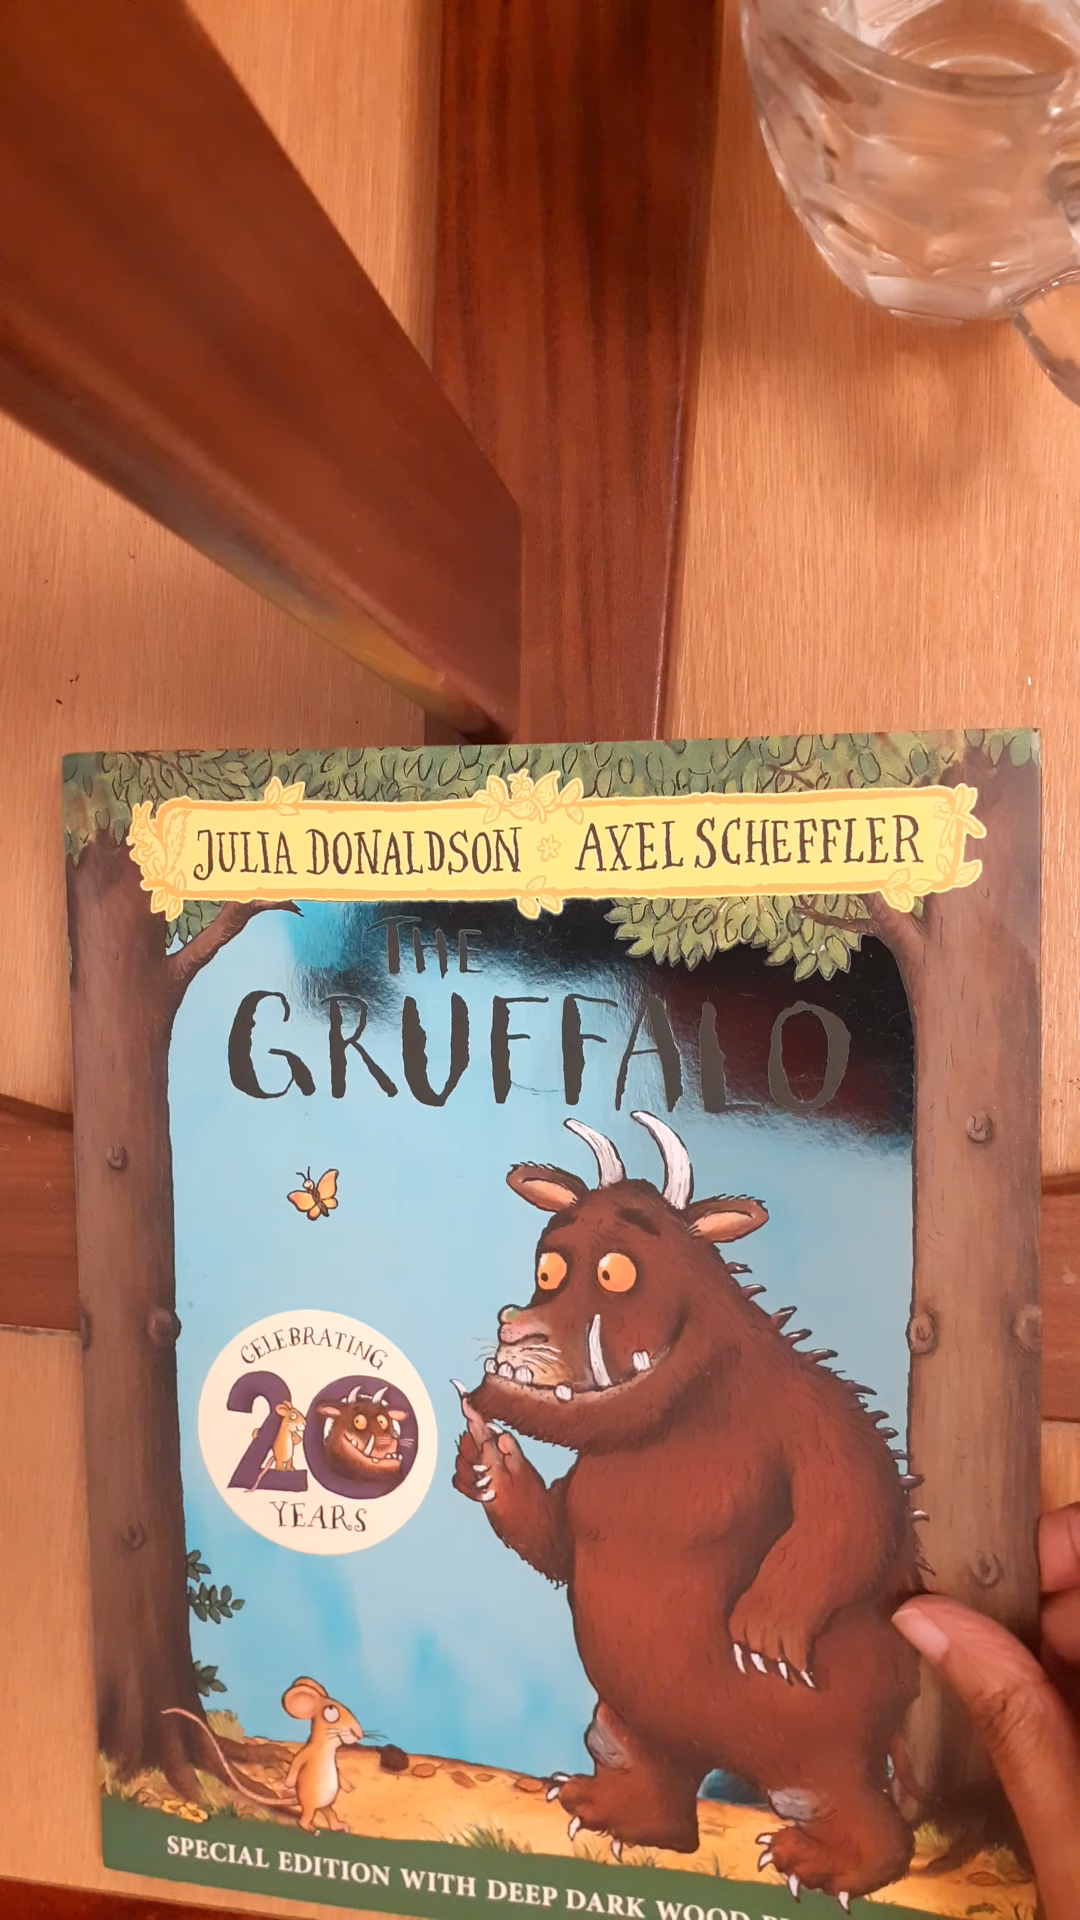 JULIA DONALDSON AXEL SCHEFFLER
THE
GRUFFALO
CELEBRATING
20
YEARS
SPECIAL EDITION WITH DEEP DARK WOOD